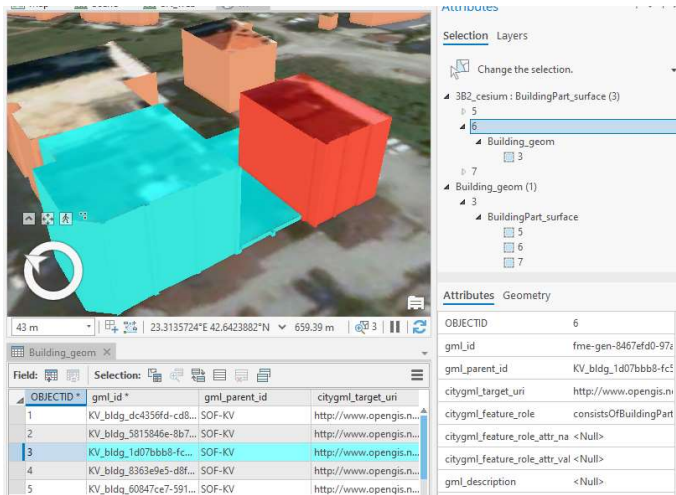 Attributes
Selection Layers
Change the selection.
3B2_cesium : BuildingPart_surface (3)
5
6
Building_geom
3
7
Building_geom (1)
3
BuildingPart_surface
5
6
7
43 m
23.3135724°E 42.6423882°N
659.39 m
3
Building_geom
Field: Selection:
OBJECTID * gml_id * gml_parent_id citygml_target_uri
1 KV_bldg_dc4356fd-cd8... SOF-KV http://www.opengis.n...
2 KV_bldg_5815846e-8b7... SOF-KV http://www.opengis.n...
3 KV_bldg_1d07bbb8-fc... SOF-KV http://www.opengis.n...
4 KV_bldg_8363e9e5-d8f... SOF-KV http://www.opengis.n...
5 KV_bldg_60847ce7-591... SOF-KV http://www.opengis.n...
Attributes Geometry
OBJECTID 6
gml_id fme-gen-8467efd0-97a
gml_parent_id KV_bldg_1d07bbb8-fc5
citygml_target_uri http://www.opengis.n
citygml_feature_role consistsOfBuildingPart
citygml_feature_role_attr_na <Null>
citygml_feature_role_attr_val <Null>
gml_description <Null>